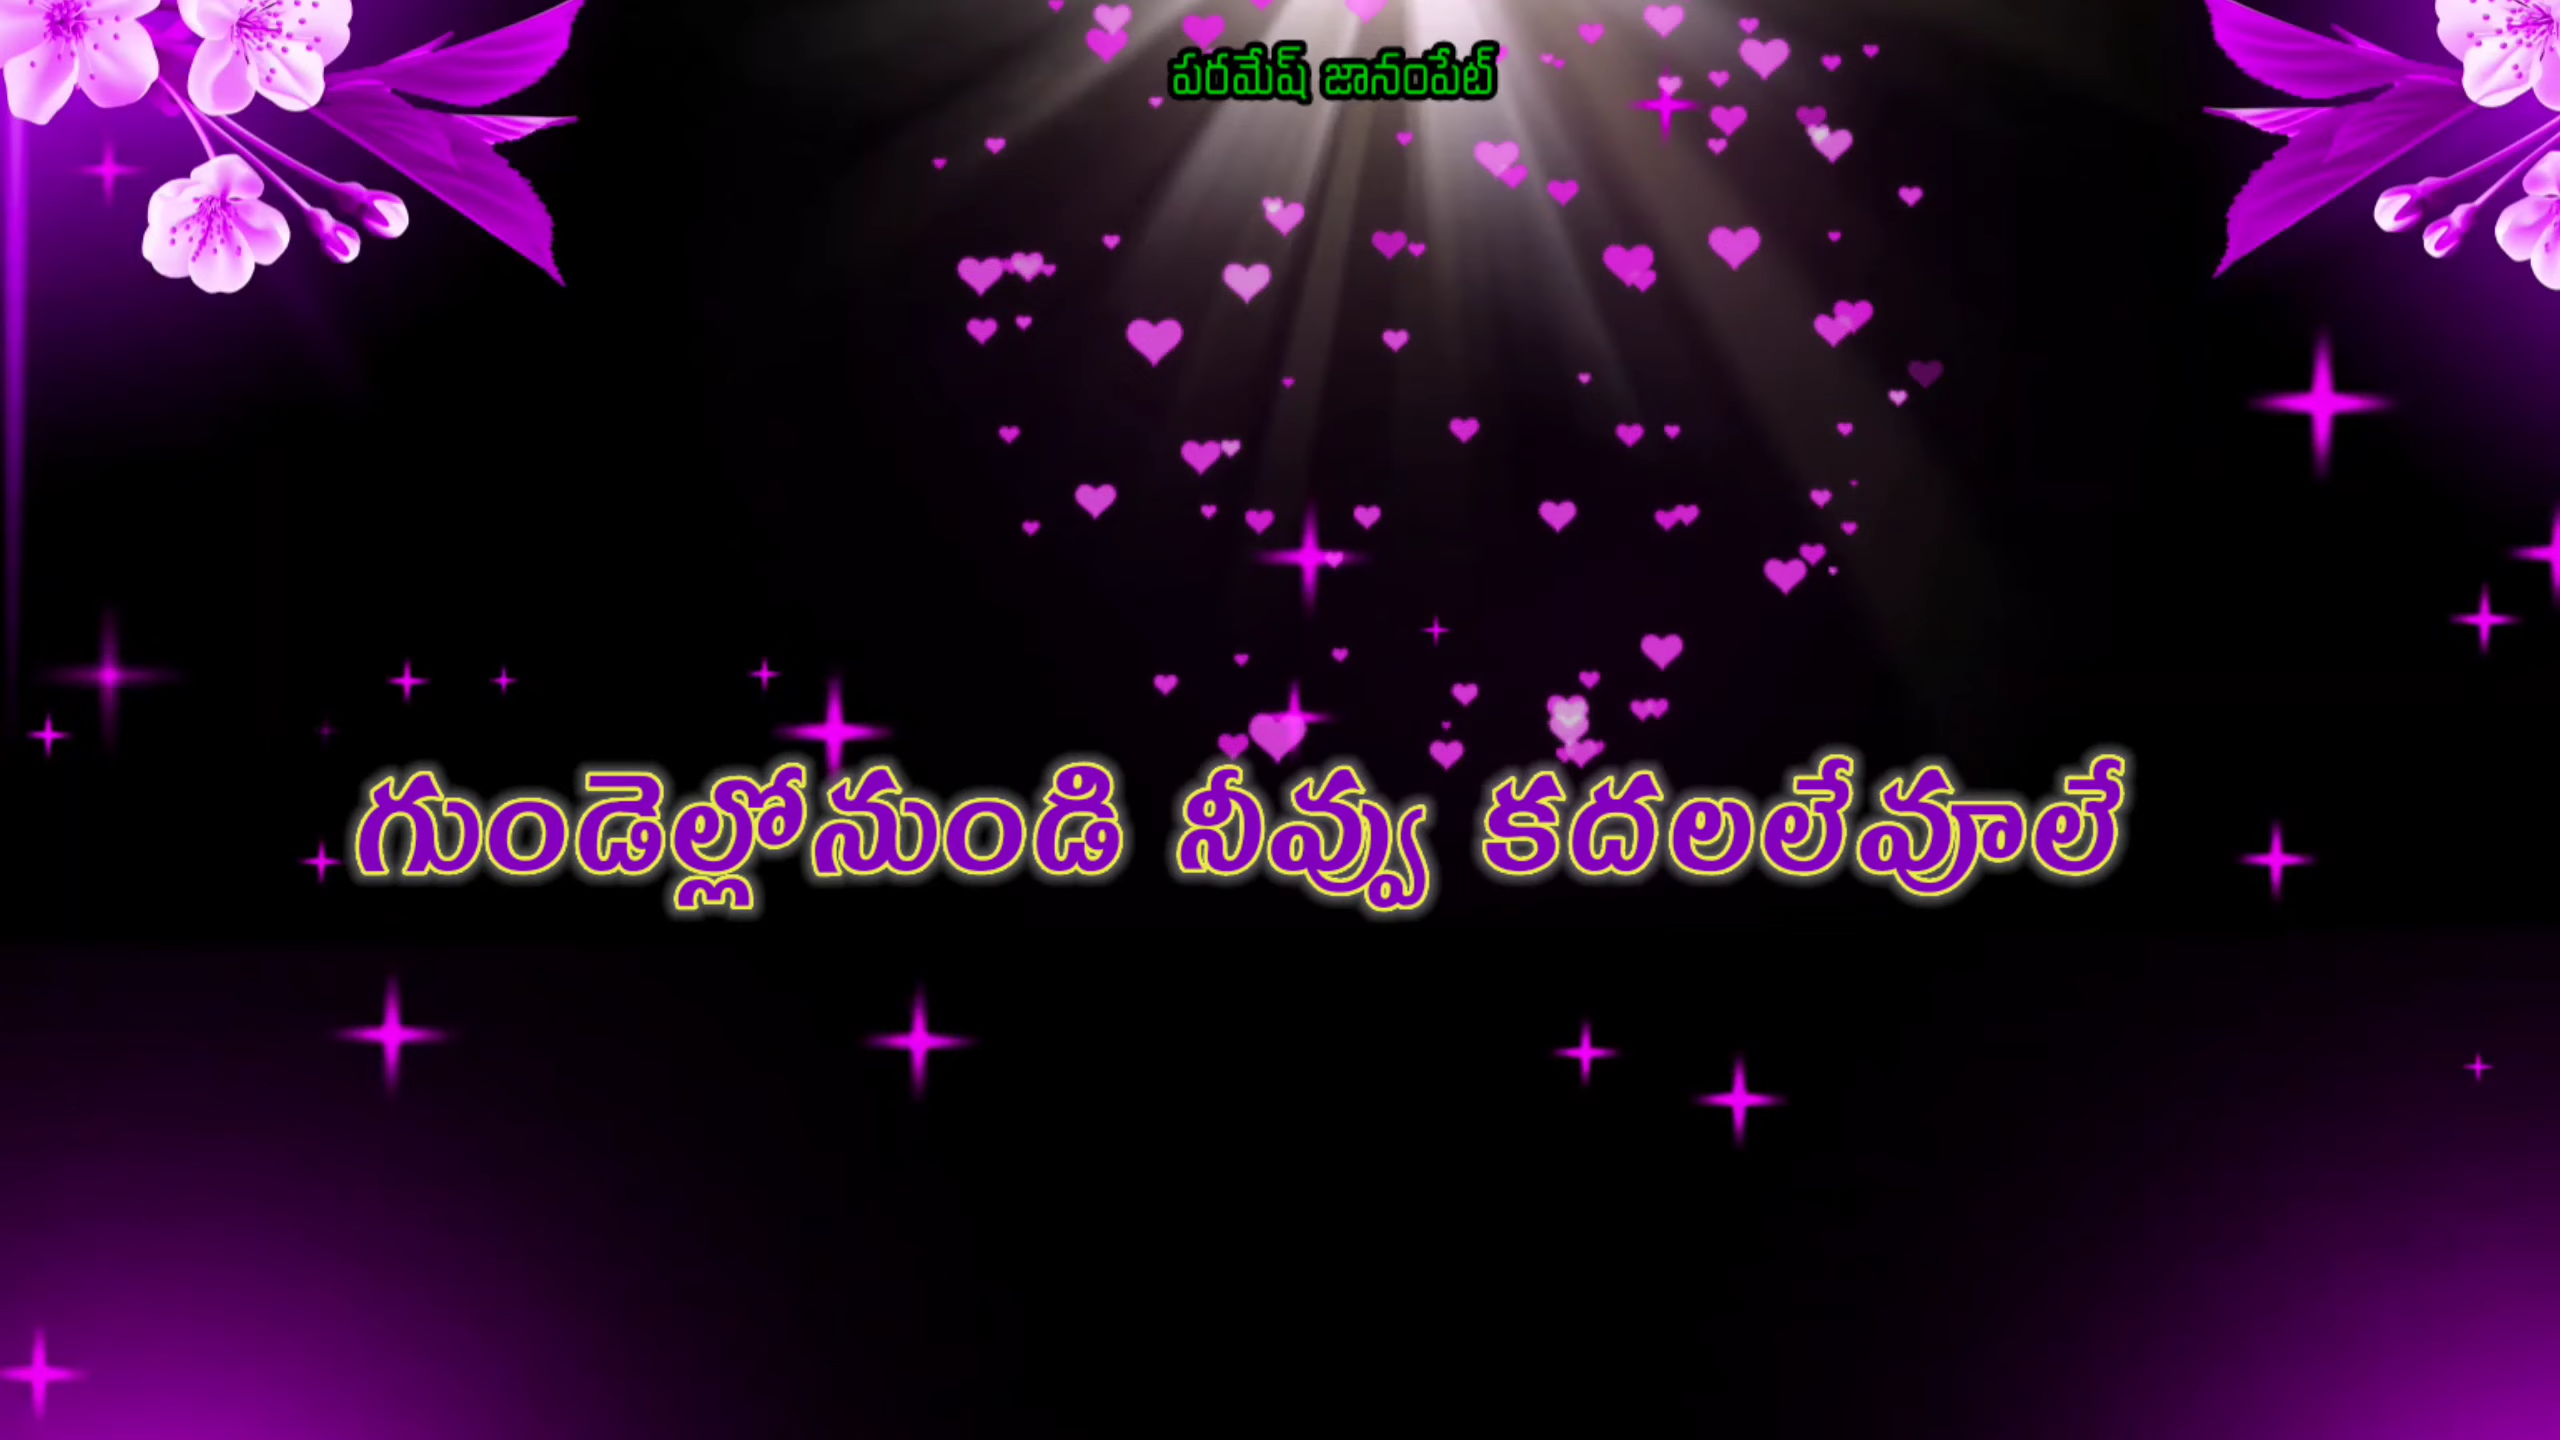 పరమేష్ జానంపేట్
గుండెల్లోనుండి నీవ్వు కదలలేవూలే